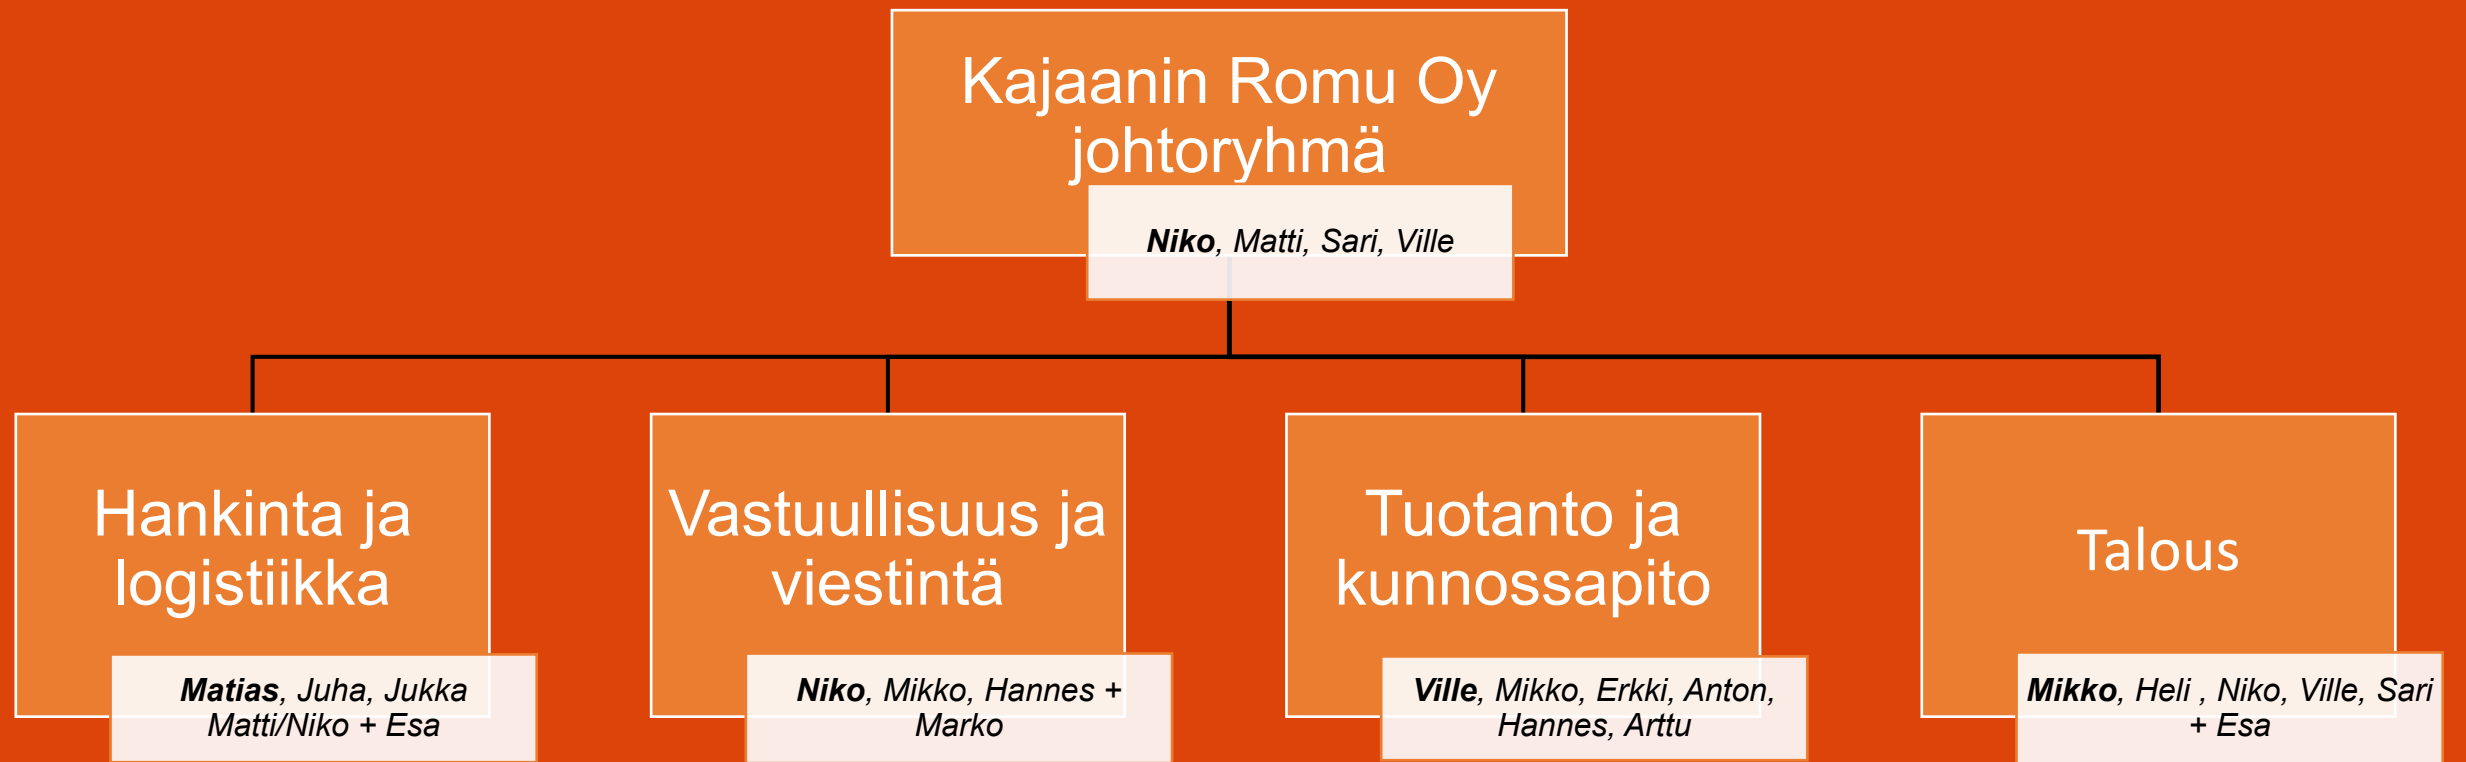 Kajaanin Romu Oy
johtoryhmä
Niko, Matti, Sari, Ville
Hankinta ja
logistiikka
Matias, Juha, Jukka
Matti/Niko + Esa
Vastuullisuus ja
viestintä
Niko, Mikko, Hannes +
Marko
Tuotanto ja
kunnossapito
Ville, Mikko, Erkki, Anton,
Hannes, Arttu
Talous
Mikko, Heli , Niko, Ville, Sari
+ Esa